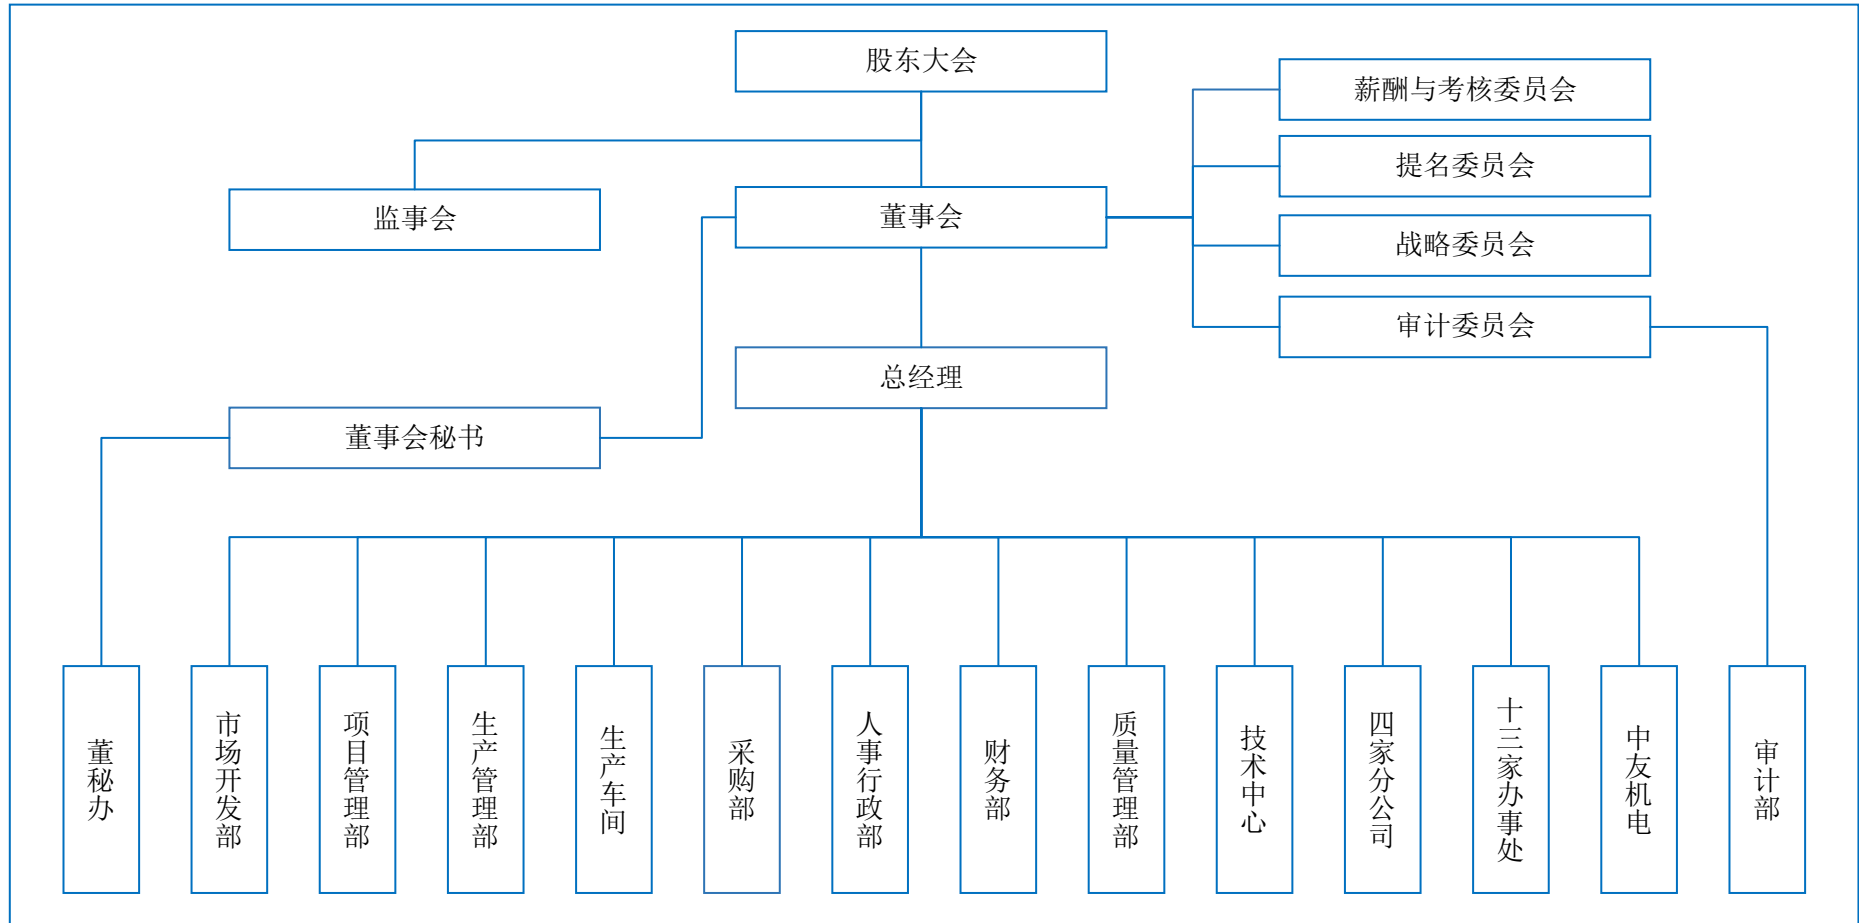 股东大会
薪酬与考核委员会
提名委员会
监事会
董事会
战略委员会
审计委员会
总经理
董事会秘书
董秘办
市场开发部
项目管理部
生产管理部
生产车间
采购部
人事行政部
财务部
质量管理部
技术中心
四家分公司
十三家办事处
中友机电
审计部